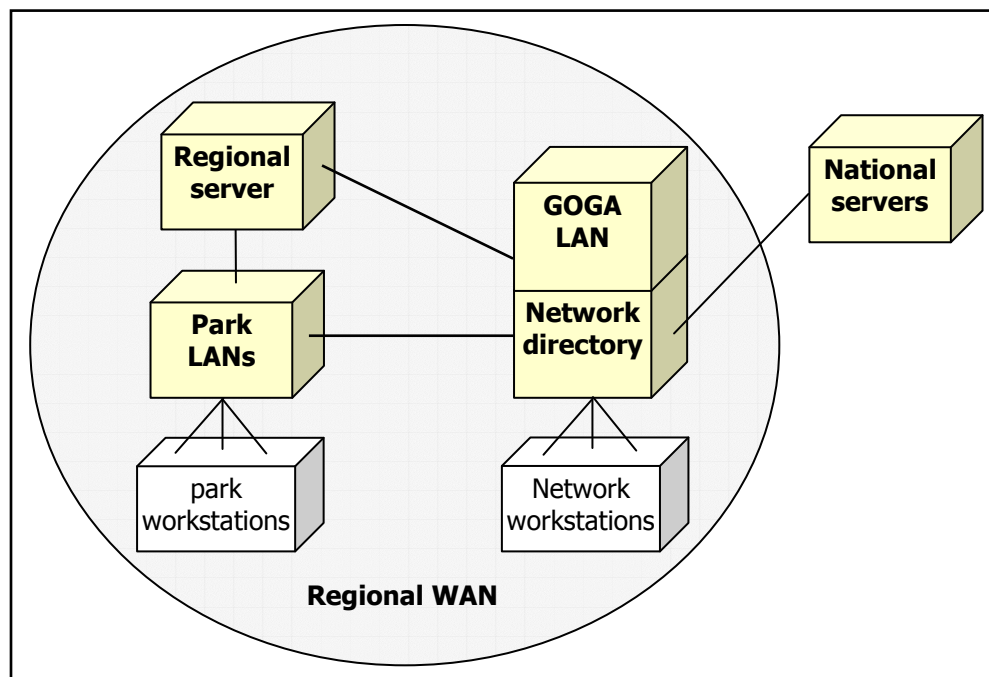 Regional
server
GOGA
LAN
National
servers
Park
LANs
Network
directory
park
workstations
Network
workstations
Regional WAN